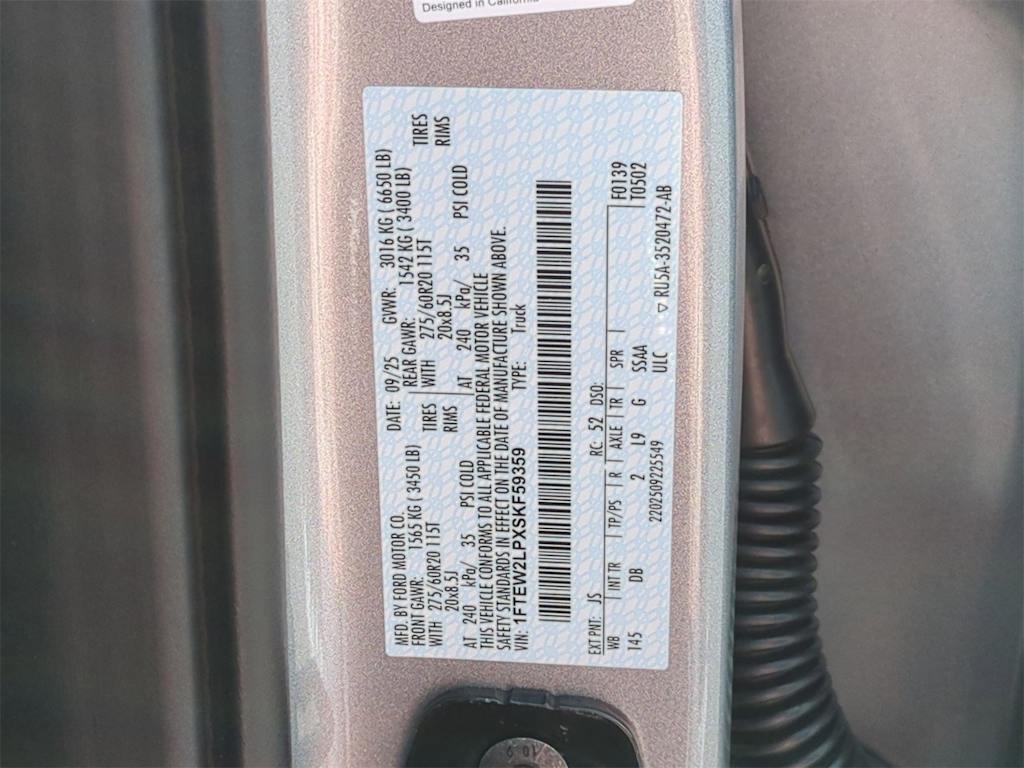 Designed in California
MFD. BY FORD MOTOR CO. DATE: 09/25 GVWR: 3016 KG ( 6650 LB)
FRONT GAWR: 1565 KG ( 3450 LB) REAR GAWR: 1542 KG ( 3400 LB)
WITH 275/60R20 115T TIRES WITH 275/60R20 115T TIRES
20x8.5J RIMS 20x8.5J RIMS
AT 240 kPa/ 35 PSI COLD AT 240 kPa/ 35 PSI COLD
THIS VEHICLE CONFORMS TO ALL APPLICABLE FEDERAL MOTOR VEHICLE
SAFETY STANDARDS IN EFFECT ON THE DATE OF MANUFACTURE SHOWN ABOVE.
VIN: 1FTEW2LPXSKF59359 TYPE: Truck
F0139
EXT PNT: JS RC: 52 DSO: T0502
WB INT TR TP/PS R AXLE TR SPR
145 DB 2 L9 G SSAA
ULC
2202509225549 ▽ RU5A-3520472-AB
10.9